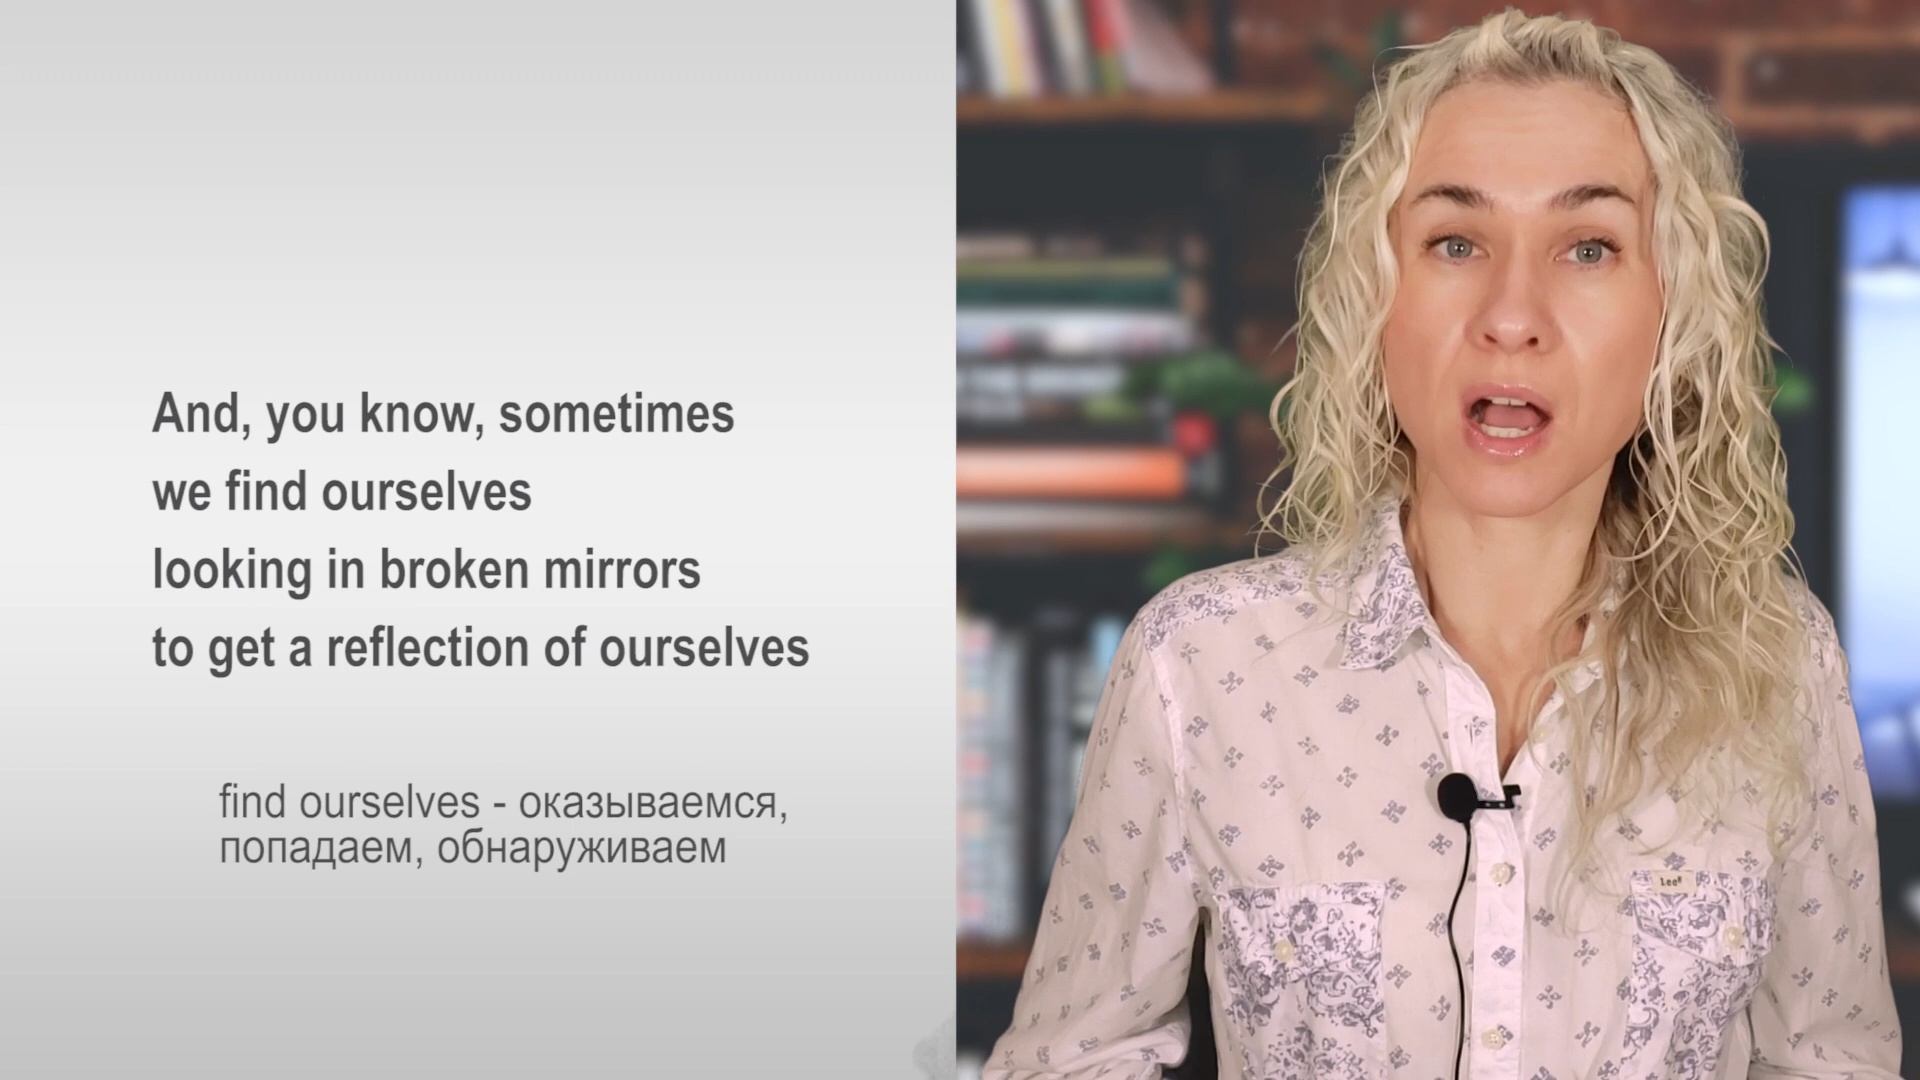 And, you know, sometimes
we find ourselves
looking in broken mirrors
to get a reflection of ourselves
find ourselves - оказываемся,
попадаем, обнаруживаем
Lee